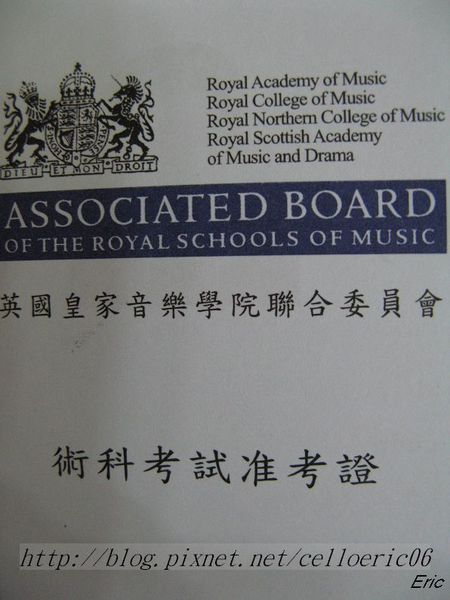 Royal Academy of Music
Royal College of Music
Royal Northern College of Music
Royal Scottish Academy
of Music and Drama
DIEU ET MON DROIT
ASSOCIATED BOARD
OF THE ROYAL SCHOOLS OF MUSIC
英國皇家音樂學院聯合委員會
術科考試准考證
http://blog.pixnet.net/celloeric06
Eric